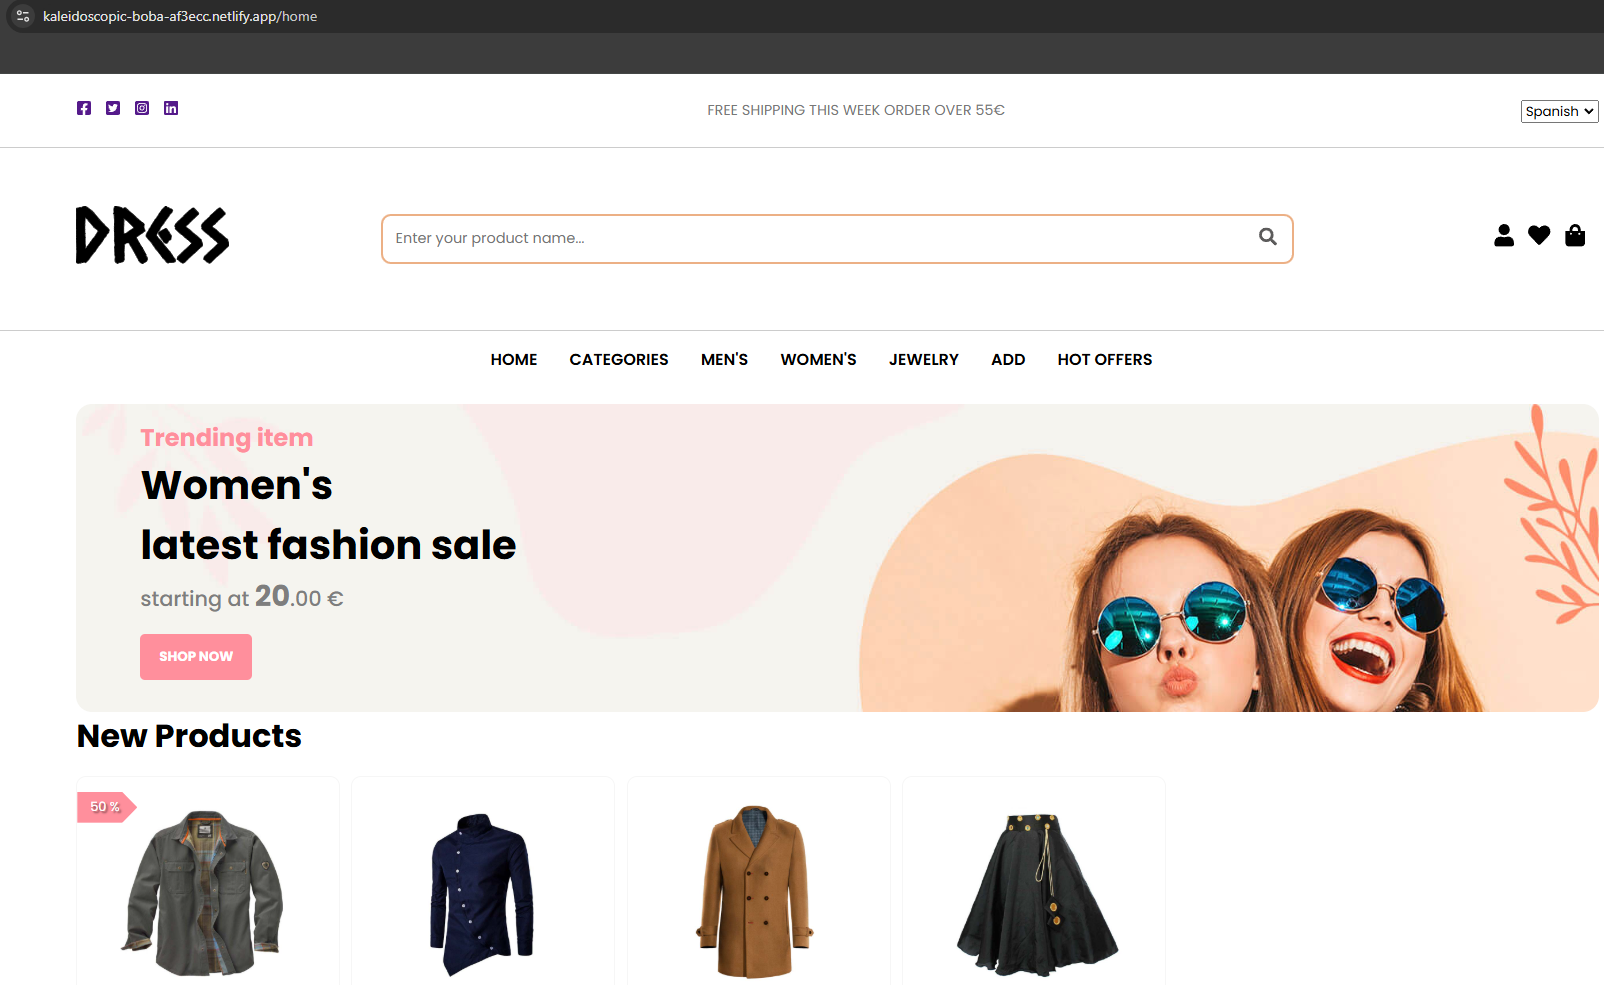 kaleidoscopic-boba-af3ecc.netlify.app/home
FREE SHIPPING THIS WEEK ORDER OVER 55€
Spanish
DRESS
Enter your product name...
HOME CATEGORIES MEN'S WOMEN'S JEWELRY ADD HOT OFFERS
Trending item
Women's
latest fashion sale
starting at 20.00 €
SHOP NOW
New Products
50 %